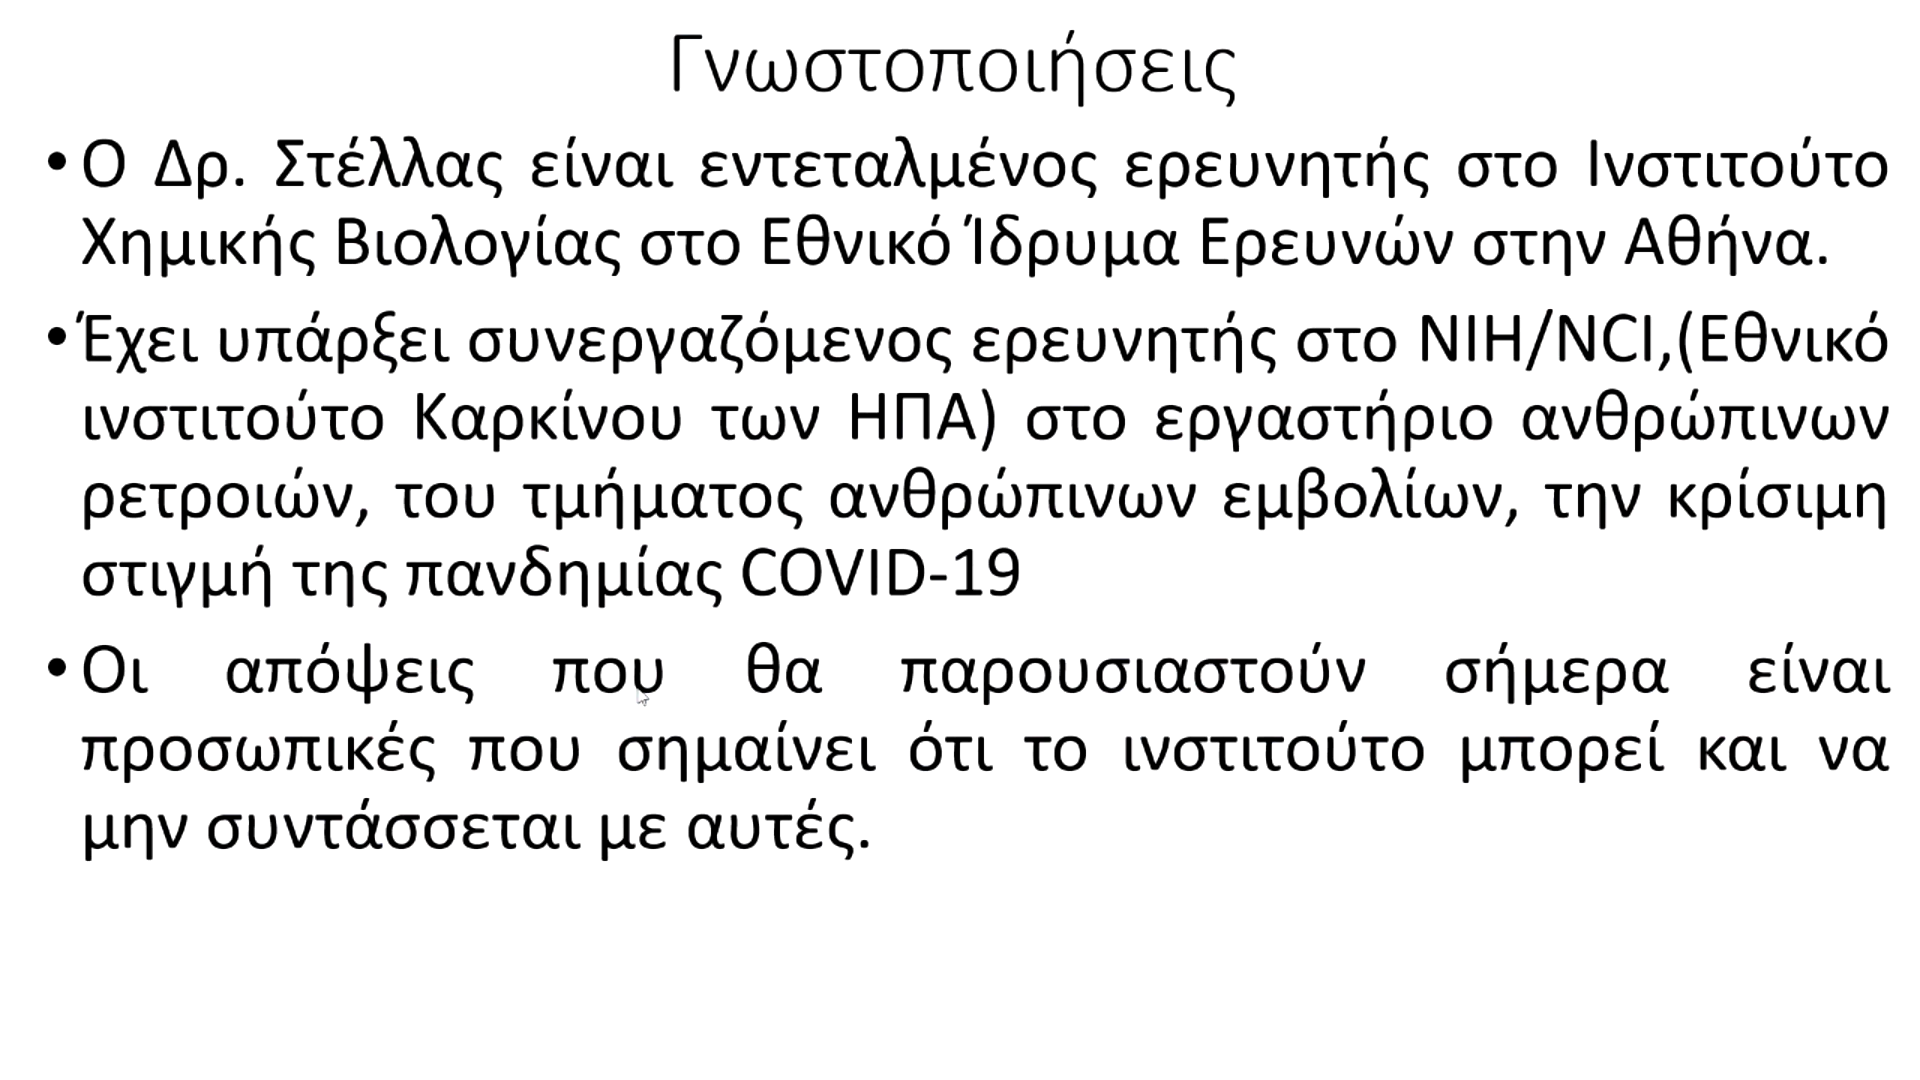 Γνωστοποιήσεις
• Ο Δρ. Στέλλας είναι εντεταλμένος ερευνητής στο Ινστιτούτο
Χημικής Βιολογίας στο Εθνικό Ίδρυμα Ερευνών στην Αθήνα.
• Έχει υπάρξει συνεργαζόμενος ερευνητής στο NIH/NCI,(Εθνικό
ινστιτούτο Καρκίνου των ΗΠΑ) στο εργαστήριο ανθρώπινων
ρετροιών, του τμήματος ανθρώπινων εμβολίων, την κρίσιμη
στιγμή της πανδημίας COVID-19
• Οι απόψεις που θα παρουσιαστούν σήμερα είναι
προσωπικές που σημαίνει ότι το ινστιτούτο μπορεί και να
μην συντάσσεται με αυτές.